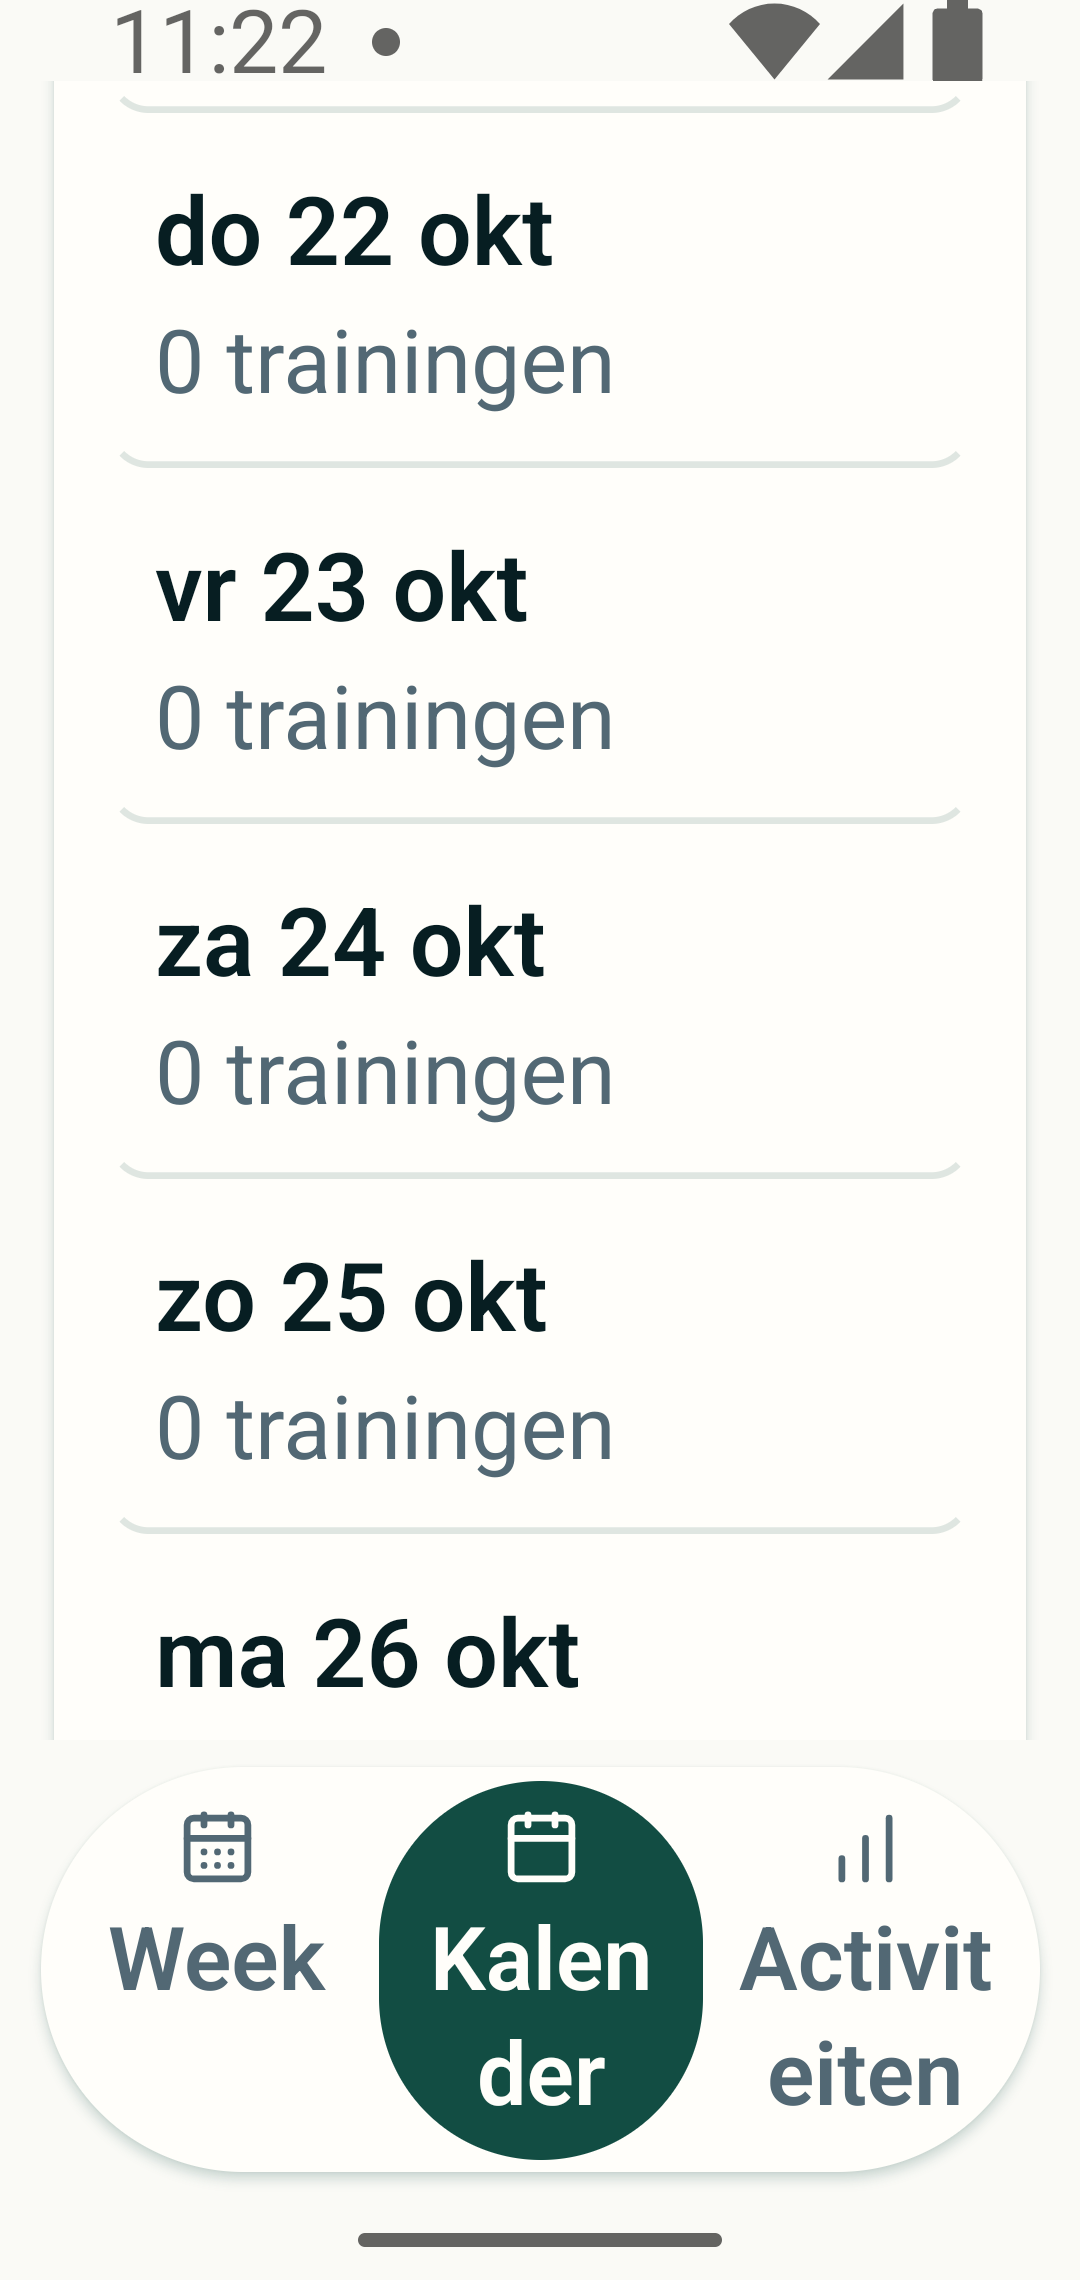 11:22
do 22 okt
0 trainingen
vr 23 okt
0 trainingen
za 24 okt
0 trainingen
zo 25 okt
0 trainingen
ma 26 okt
Week
Kalen
der
Activit
eiten